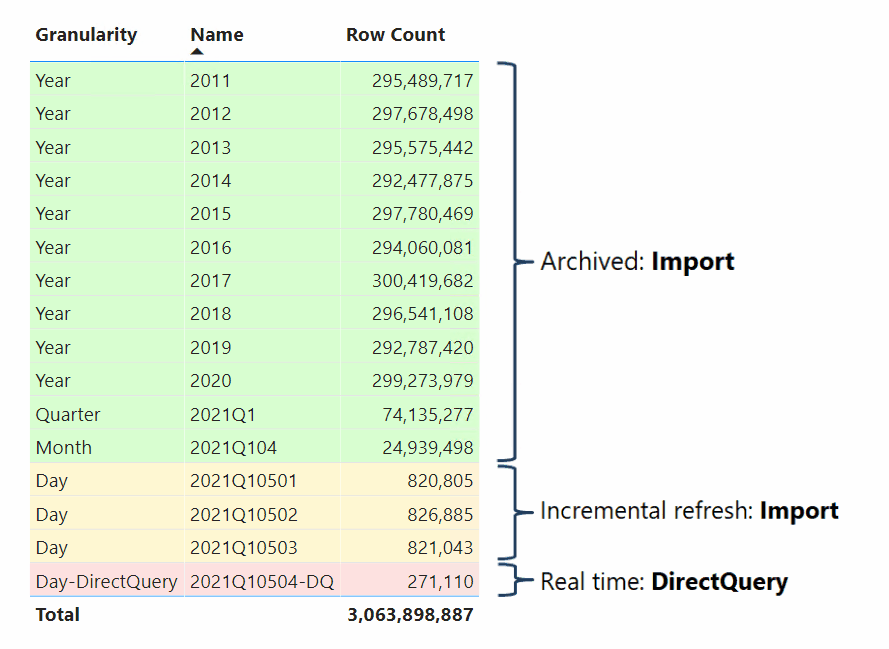 Granularity Name Row Count
Year 2011 295,489,717
Year 2012 297,678,498
Year 2013 295,575,442
Year 2014 292,477,875
Year 2015 297,780,469
Year 2016 294,060,081
Year 2017 300,419,682
Year 2018 296,541,108
Year 2019 292,787,420
Year 2020 299,273,979
Quarter 2021Q1 74,135,277
Month 2021Q104 24,939,498
Day 2021Q10501 820,805
Day 2021Q10502 826,885
Day 2021Q10503 821,043
Day-DirectQuery 2021Q10504-DQ 271,110
Total 3,063,898,887
Archived: Import
Incremental refresh: Import
Real time: DirectQuery